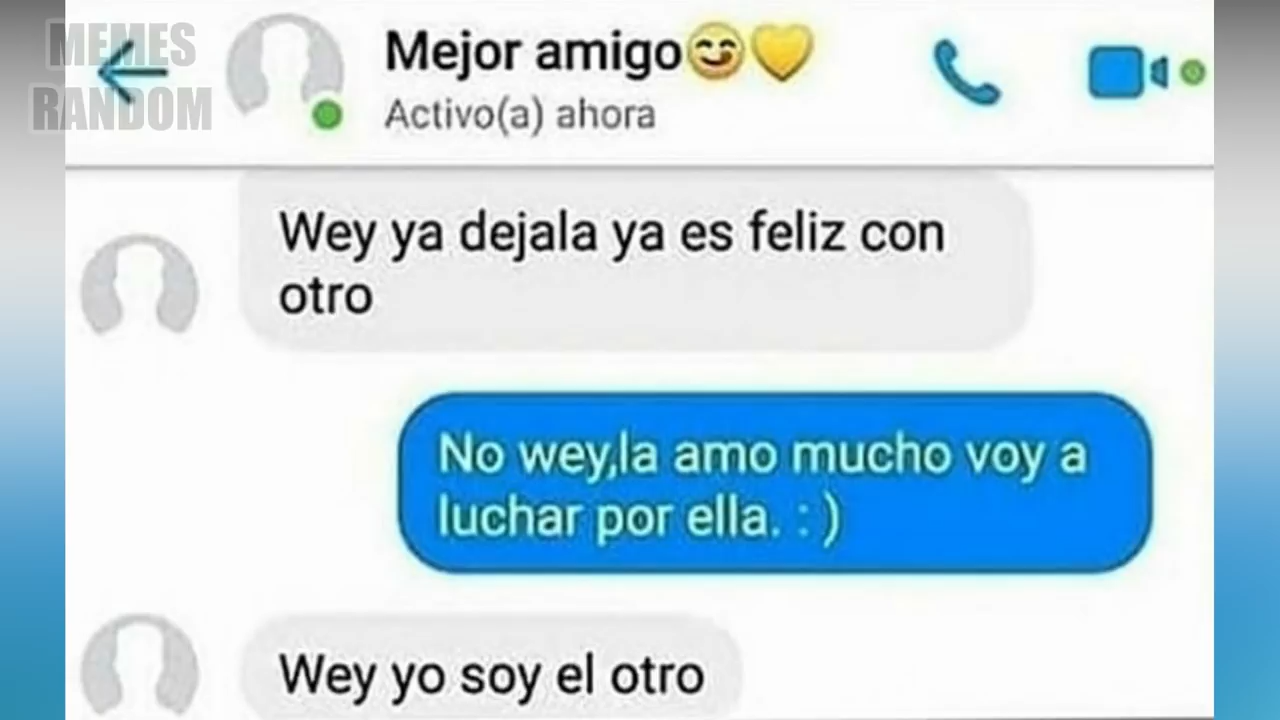 MEMES
RANDOM
Mejor amigo😋💛
Activo(a) ahora
Wey ya dejala ya es feliz con
otro
No wey,la amo mucho voy a
luchar por ella. : )
Wey yo soy el otro